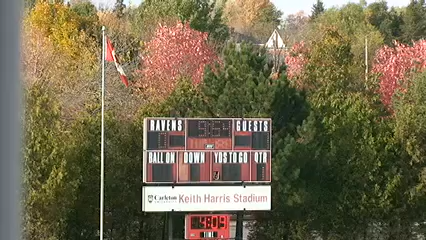 RAVENS GUESTS
BALL ON DOWN YDS TO GO QTR
Carleton Keith Harris Stadium